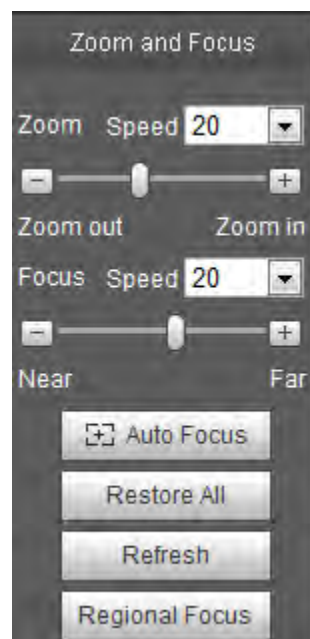 Zoom and Focus
Zoom Speed 20
Zoom out Zoom in
Focus Speed 20
Near Far
Auto Focus
Restore All
Refresh
Regional Focus